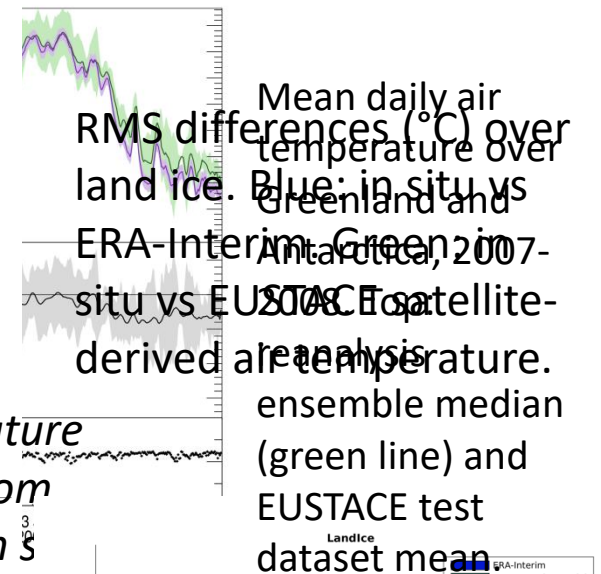 Mean daily air
temperature over
Greenland and
Antarctica, 2007-
2008. Top:
reanalysis
ensemble median
(green line) and
EUSTACE test
dataset mean.
RMS differences (°C) over
land ice. Blue: in situ vs
ERA-Interim. Green: in
situ vs EUSTACE satellite-
derived air temperature.
LandIce
ERA-Interim